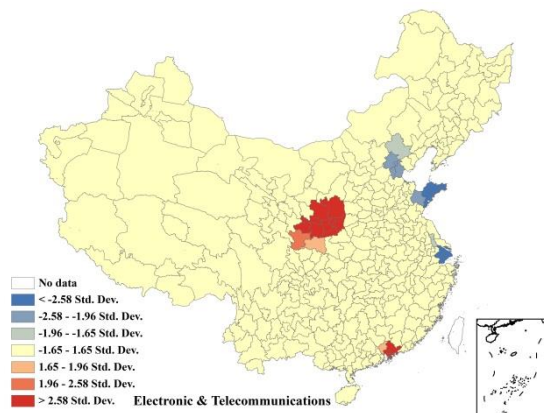 No data
< -2.58 Std. Dev.
-2.58 - -1.96 Std. Dev.
-1.96 - -1.65 Std. Dev.
-1.65 - 1.65 Std. Dev.
1.65 - 1.96 Std. Dev.
1.96 - 2.58 Std. Dev.
> 2.58 Std. Dev.
Electronic & Telecommunications